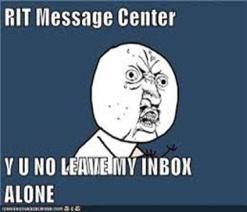 RIT Message Center
Y U NO LEAVE MY INBOX
ALONE